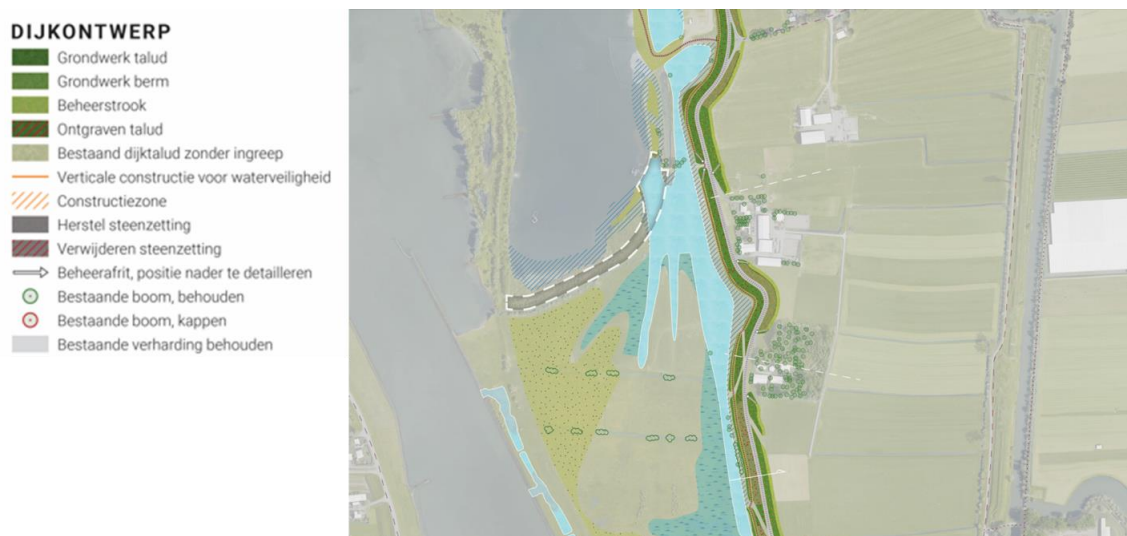 DIJKONTWERP
Grondwerk talud
Grondwerk berm
Beheerstrook
Ontgraven talud
Bestaand dijktalud zonder ingreep
Verticale constructie voor waterveiligheid
Constructiezone
Herstel steenzetting
Verwijderen steenzetting
Beheerafrit, positie nader te detailleren
Bestaande boom, behouden
Bestaande boom, kappen
Bestaande verharding behouden